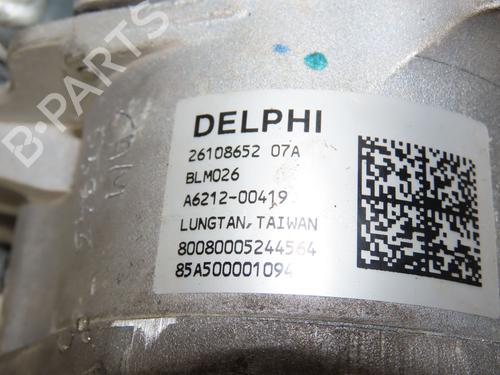 B-PARTS
DELPHI
26108652 07A
BLM026
A6212-00419
LUNGTAN, TAIWAN
80080005244564
85A500001094